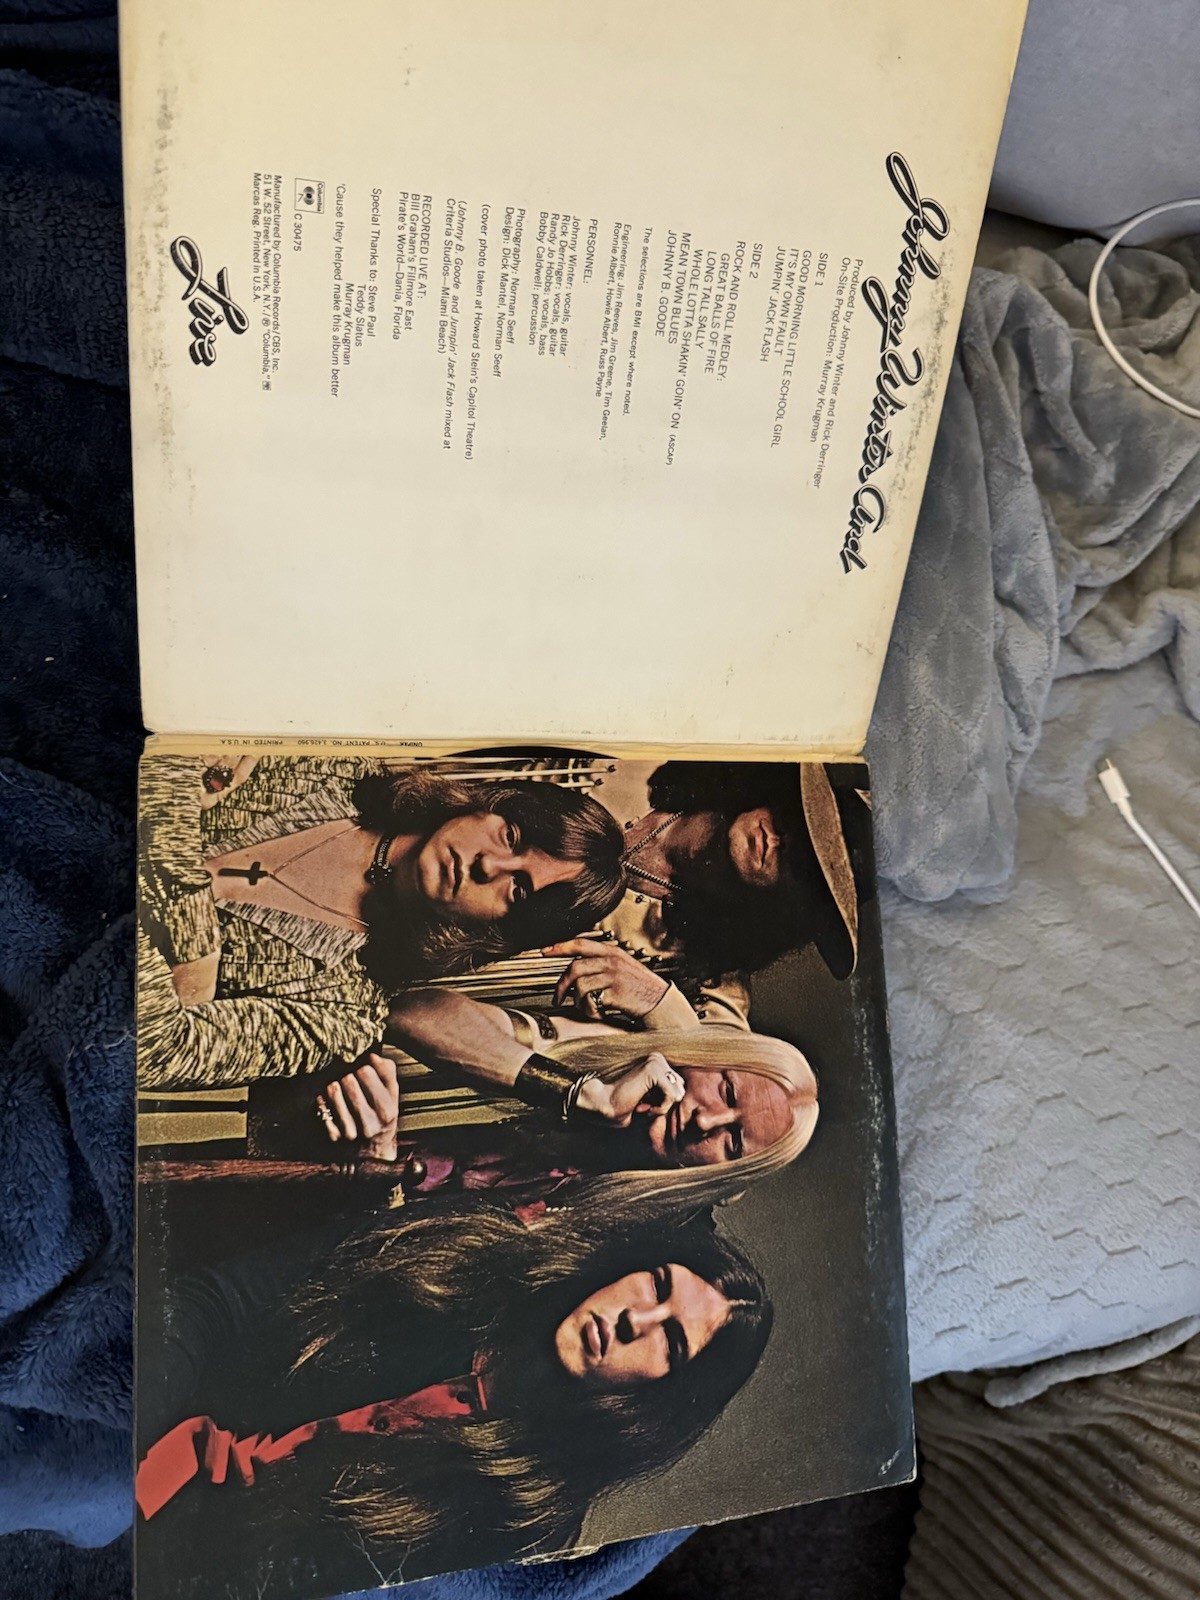 Johnny Winter And
Produced by Johnny Winter and Rick Derringer
On-Site Production: Murray Krugman
SIDE 1
GOOD MORNING LITTLE SCHOOL GIRL
IT'S MY OWN FAULT
JUMPIN' JACK FLASH
SIDE 2
ROCK AND ROLL MEDLEY:
GREAT BALLS OF FIRE
LONG TALL SALLY
WHOLE LOTTA SHAKIN' GOIN' ON (ASCAP)
MEAN TOWN BLUES
JOHNNY B. GOODE
The selections are BMI except where noted.
Engineering: Jim Reeves, Jim Greene, Tim Geelan,
Ronnie Albert, Howie Albert, Russ Payne
PERSONNEL:
Johnny Winter: vocals, guitar
Rick Derringer: vocals, guitar
Randy Jo Hobbs: vocals, bass
Bobby Caldwell: percussion
Photography: Norman Seeff
Design: Dick Mantel, Norman Seeff
(cover photo taken at Howard Stein's Capitol Theatre)
(Johnny B. Goode and Jumpin' Jack Flash mixed at
Criteria Studios—Miami Beach)
RECORDED LIVE AT:
Bill Graham's Fillmore East
Pirate's World—Dania, Florida
Special Thanks to Steve Paul
Teddy Slatus
Murray Krugman
'Cause they helped make this album better
Columbia
C 30475
Manufactured by Columbia Records/CBS, Inc.
51 W. 52 Street, New York, N.Y./® "Columbia,"
Marcas Reg. Printed in U.S.A.
Live
UNIPAK U.S. PATENT NO. 3,426,960 PRINTED IN U.S.A.